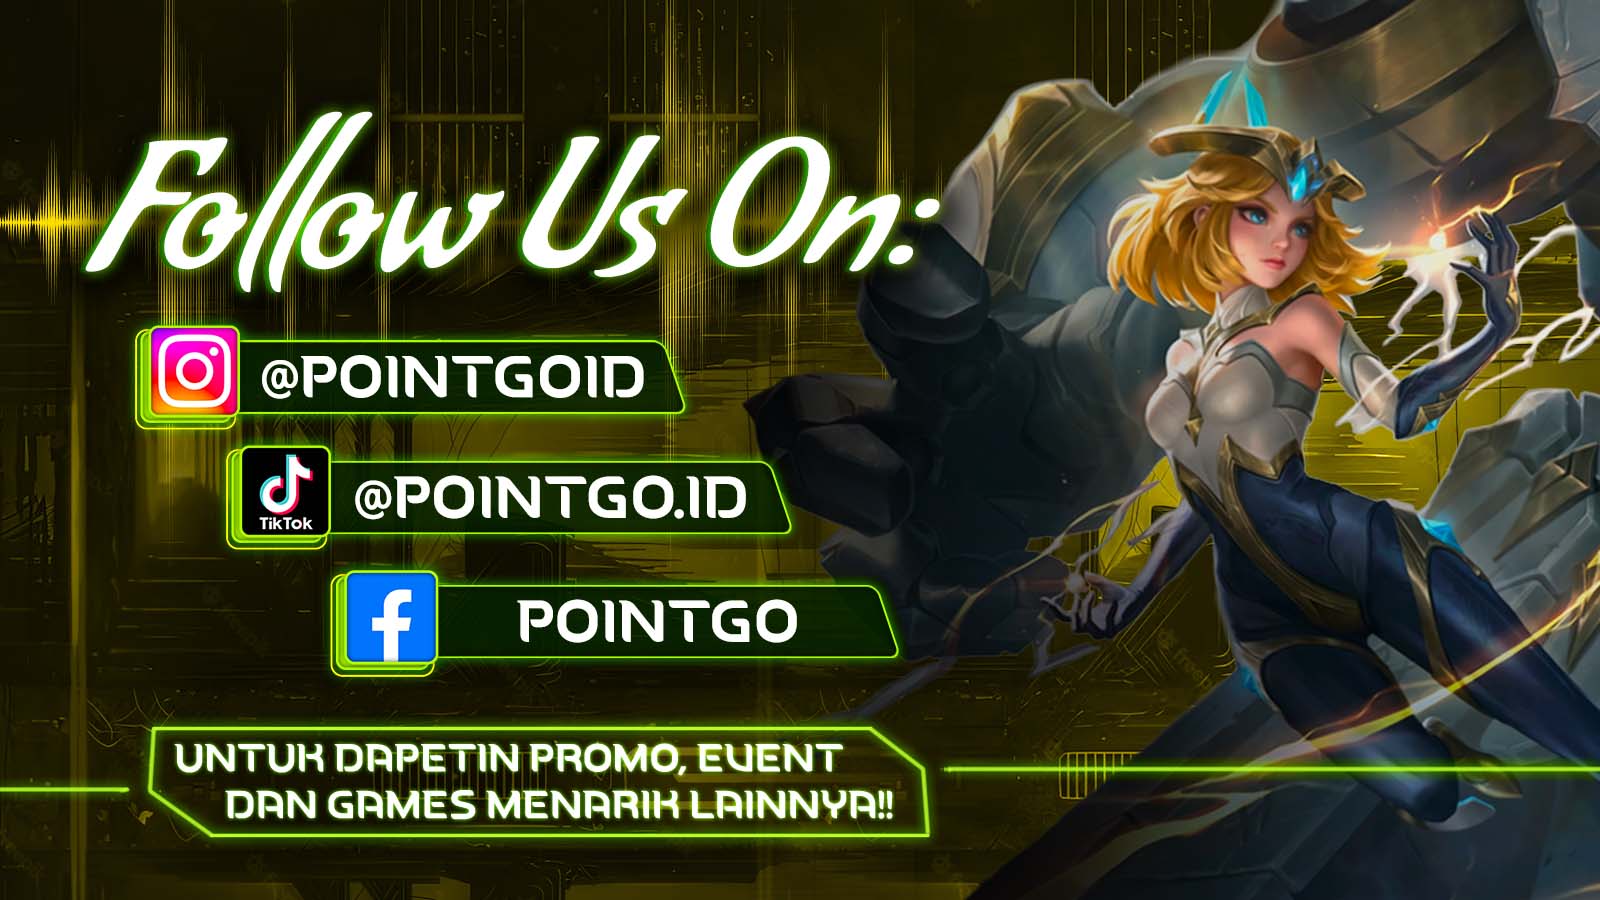 Follow Us On:
@POINTGOID
TikTok
@POINTGO.ID
POINTGO
UNTUK DAPETIN PROMO, EVENT
DAN GAMES MENARIK LAINNYA!!